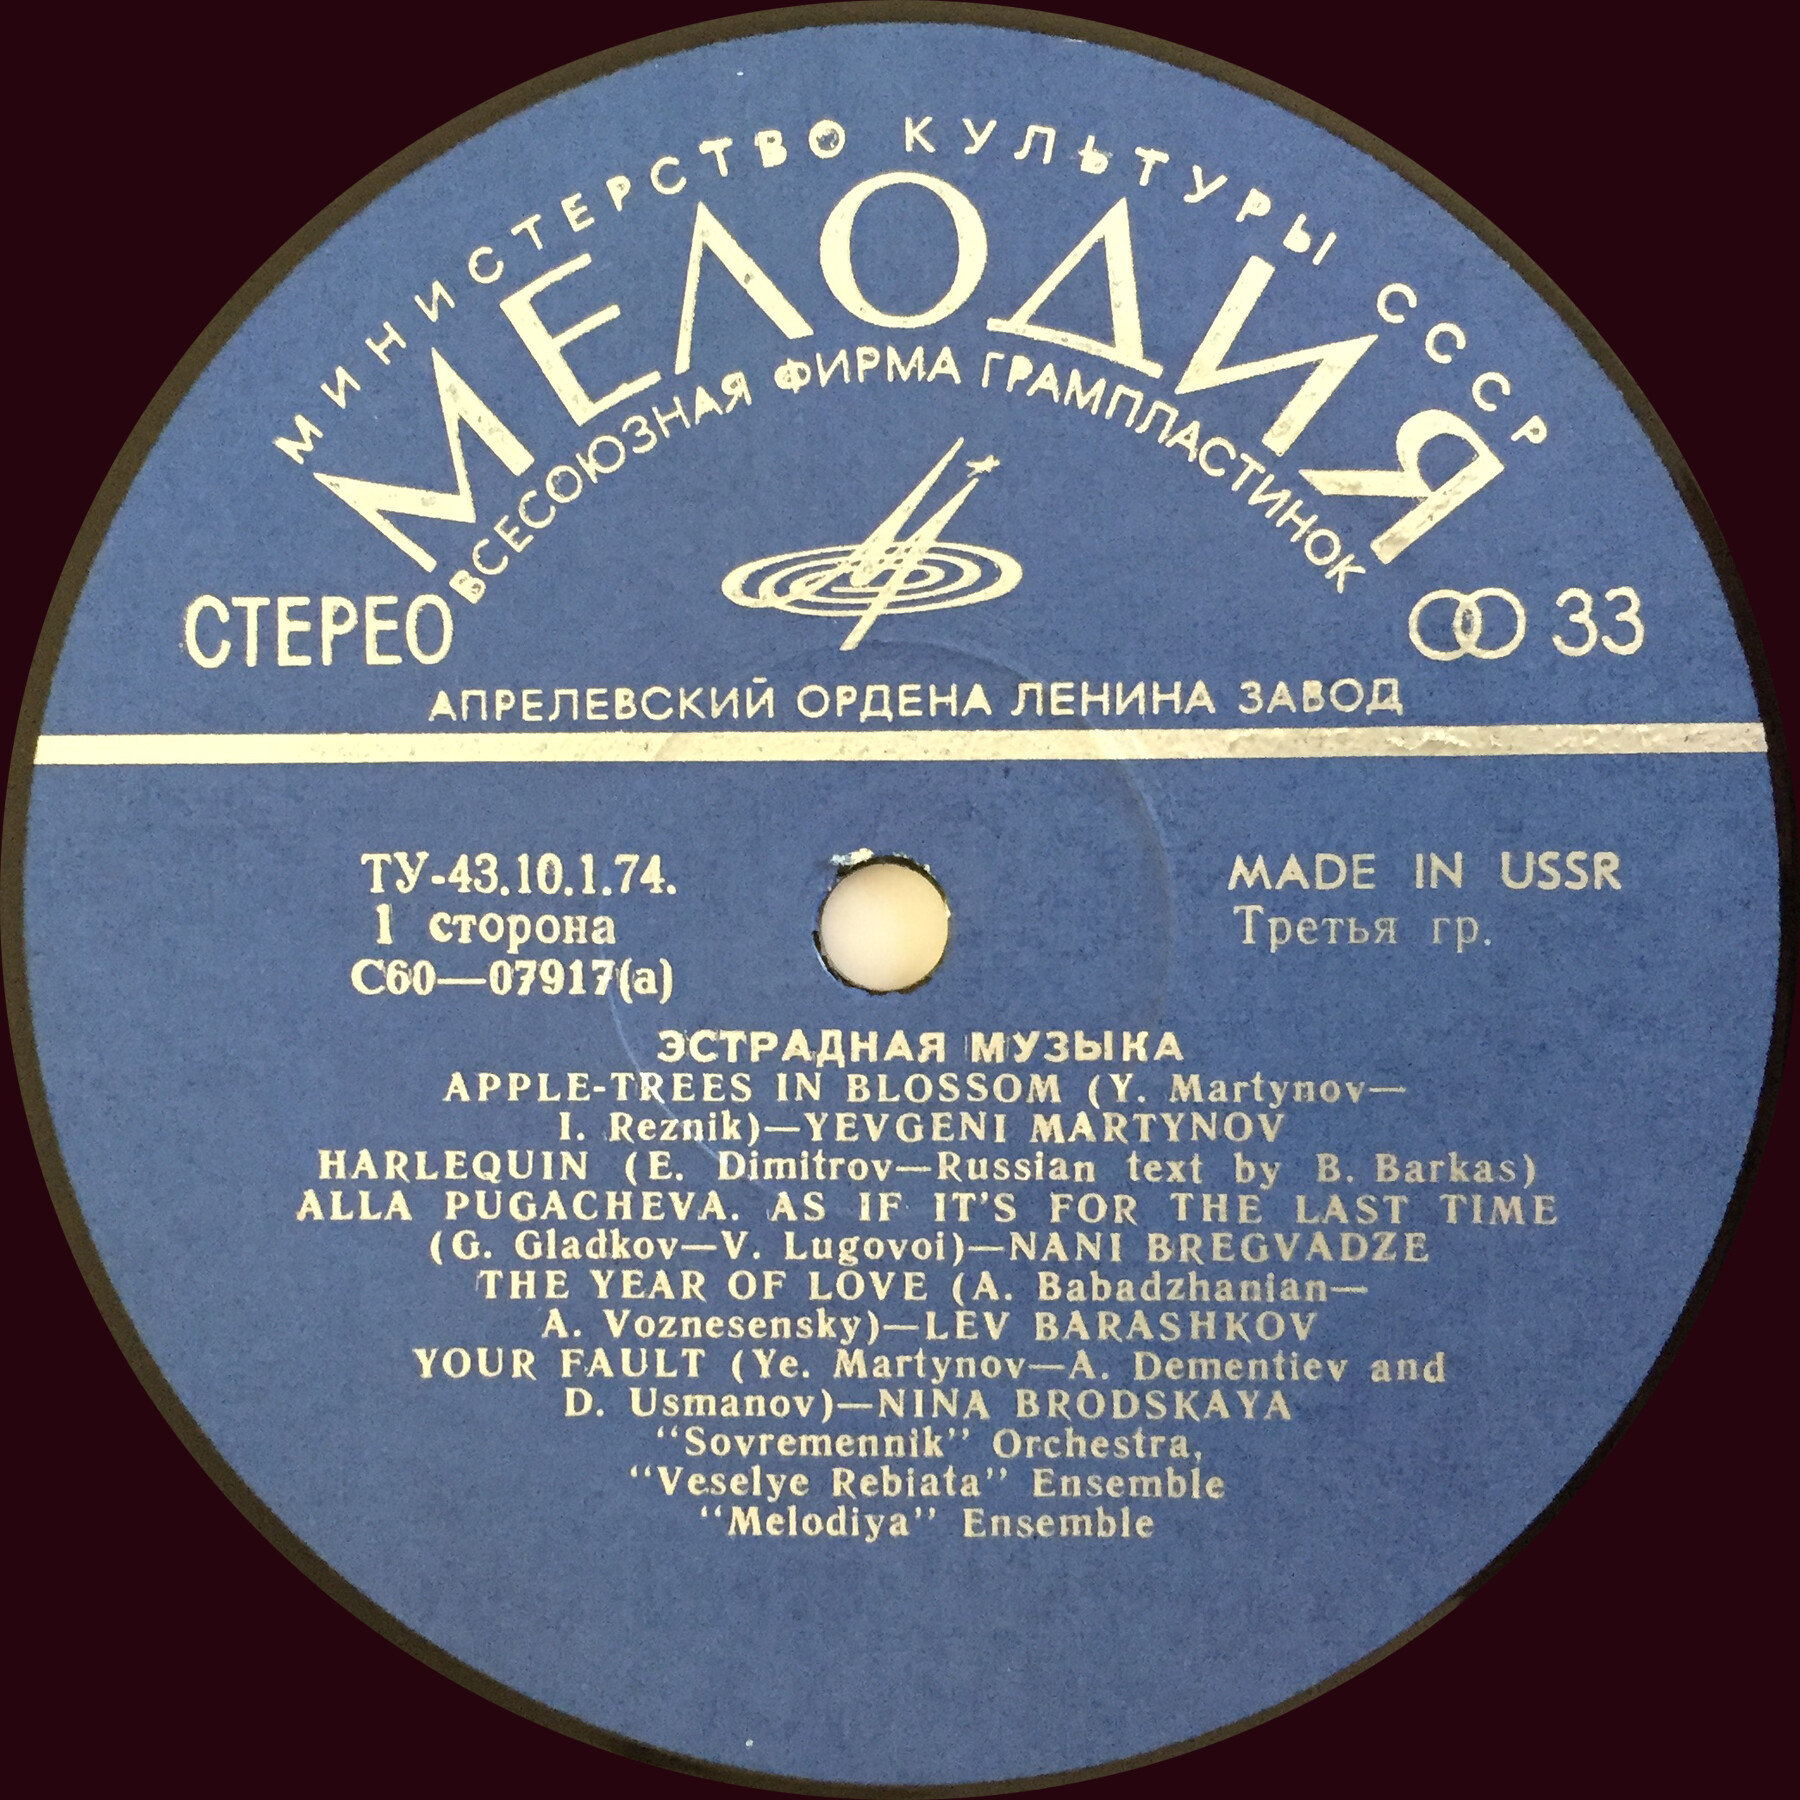 МИНИСТЕРСТВО КУЛЬТУРЫ СССР
МЕЛОДИЯ
ВСЕСОЮЗНАЯ ФИРМА ГРАМПЛАСТИНОК
СТЕРЕО 33
АПРЕЛЕВСКИЙ ОРДЕНА ЛЕНИНА ЗАВОД
ТУ-43.10.1.74. MADE IN USSR
1 сторона Третья гр.
С60—07917(а)
ЭСТРАДНАЯ МУЗЫКА
APPLE-TREES IN BLOSSOM (Y. Martynov—
I. Reznik)—YEVGENI MARTYNOV
HARLEQUIN (E. Dimitrov—Russian text by B. Barkas)
ALLA PUGACHEVA. AS IF IT'S FOR THE LAST TIME
(G. Gladkov—V. Lugovoi)—NANI BREGVADZE
THE YEAR OF LOVE (A. Babadzhanian—
A. Voznesensky)—LEV BARASHKOV
YOUR FAULT (Ye. Martynov—A. Dementiev and
D. Usmanov)—NINA BRODSKAYA
“Sovremennik” Orchestra,
“Veselye Rebiata” Ensemble
“Melodiya” Ensemble